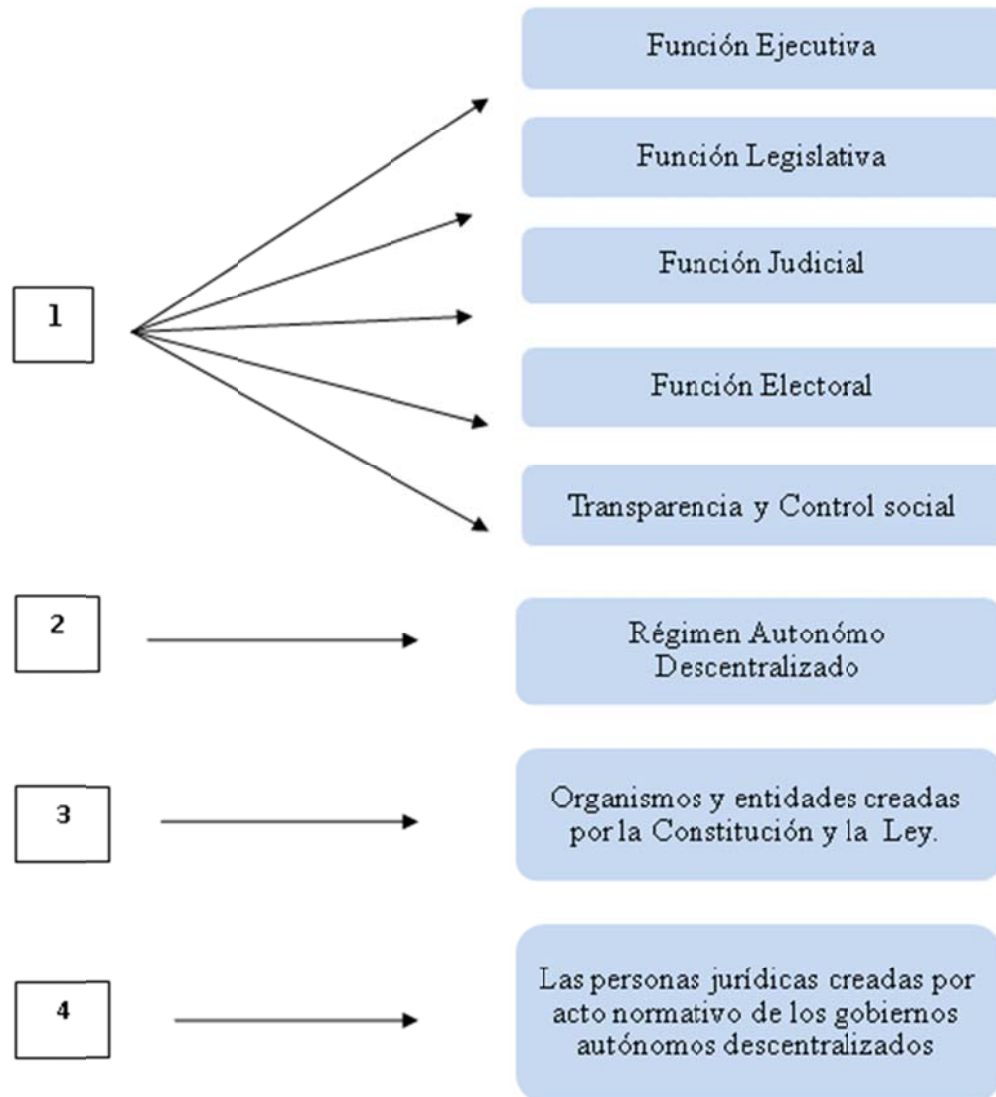 Función Ejecutiva
Función Legislativa
1
Función Judicial
Función Electoral
Transparencia y Control social
2
Régimen Autonómo
Descentralizado
3
Organismos y entidades creadas
por la Constitución y la Ley.
4
Las personas jurídicas creadas por
acto normativo de los gobiernos
autónomos descentralizados